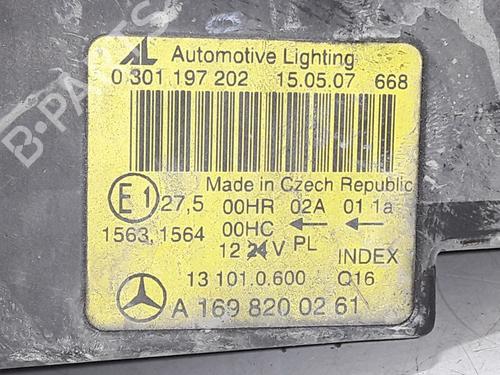 AL Automotive Lighting
0 301 197 202 15.05.07 668
Made in Czech Republic
E1 27,5 00HR 02A 01 1a
1563,1564 00HC ← ←
12 24 V PL INDEX
13 101.0.600 Q16
A 169 820 02 61
B-PARTS